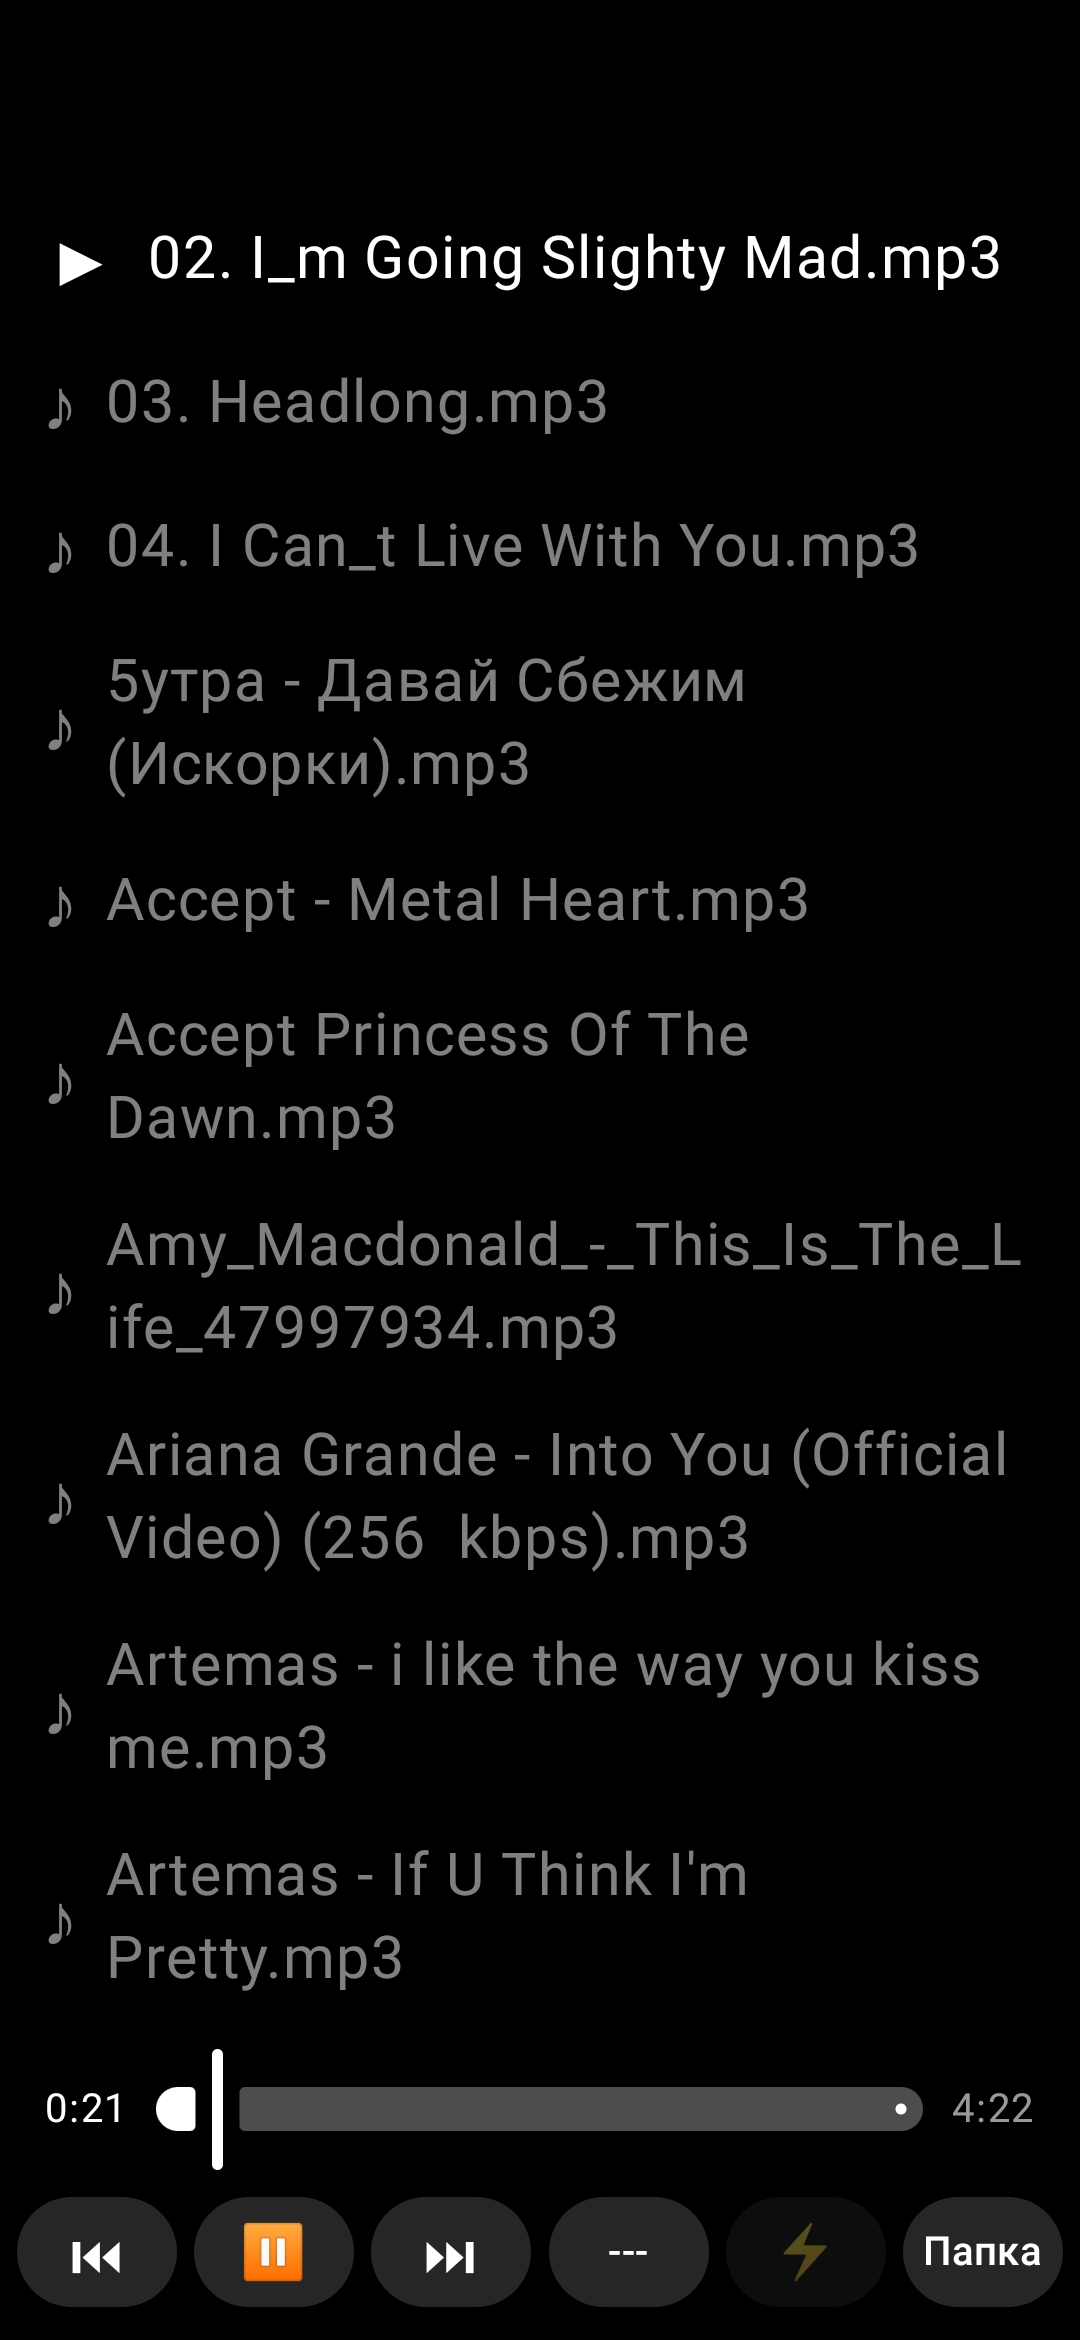 02. I_m Going Slighty Mad.mp3
03. Headlong.mp3
04. I Can_t Live With You.mp3
5утра - Давай Сбежим
(Искорки).mp3
Accept - Metal Heart.mp3
Accept Princess Of The
Dawn.mp3
Amy_Macdonald_-_This_Is_The_L
ife_47997934.mp3
Ariana Grande - Into You (Official
Video) (256  kbps).mp3
Artemas - i like the way you kiss
me.mp3
Artemas - If U Think I'm
Pretty.mp3
0:21 4:22
--- Папка